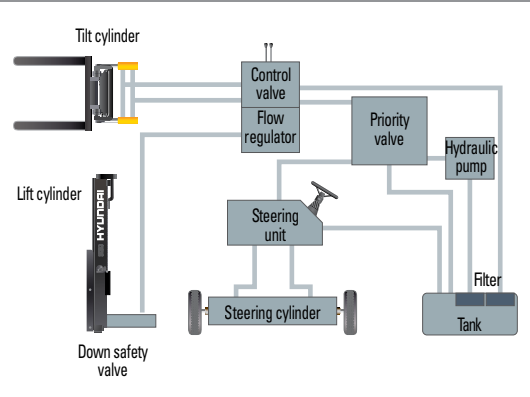 Tilt cylinder
Control
valve
Flow
regulator
Priority
valve
Hydraulic
pump
Lift cylinder
HYUNDAI
Steering
unit
Filter
Steering cylinder
Tank
Down safety
valve